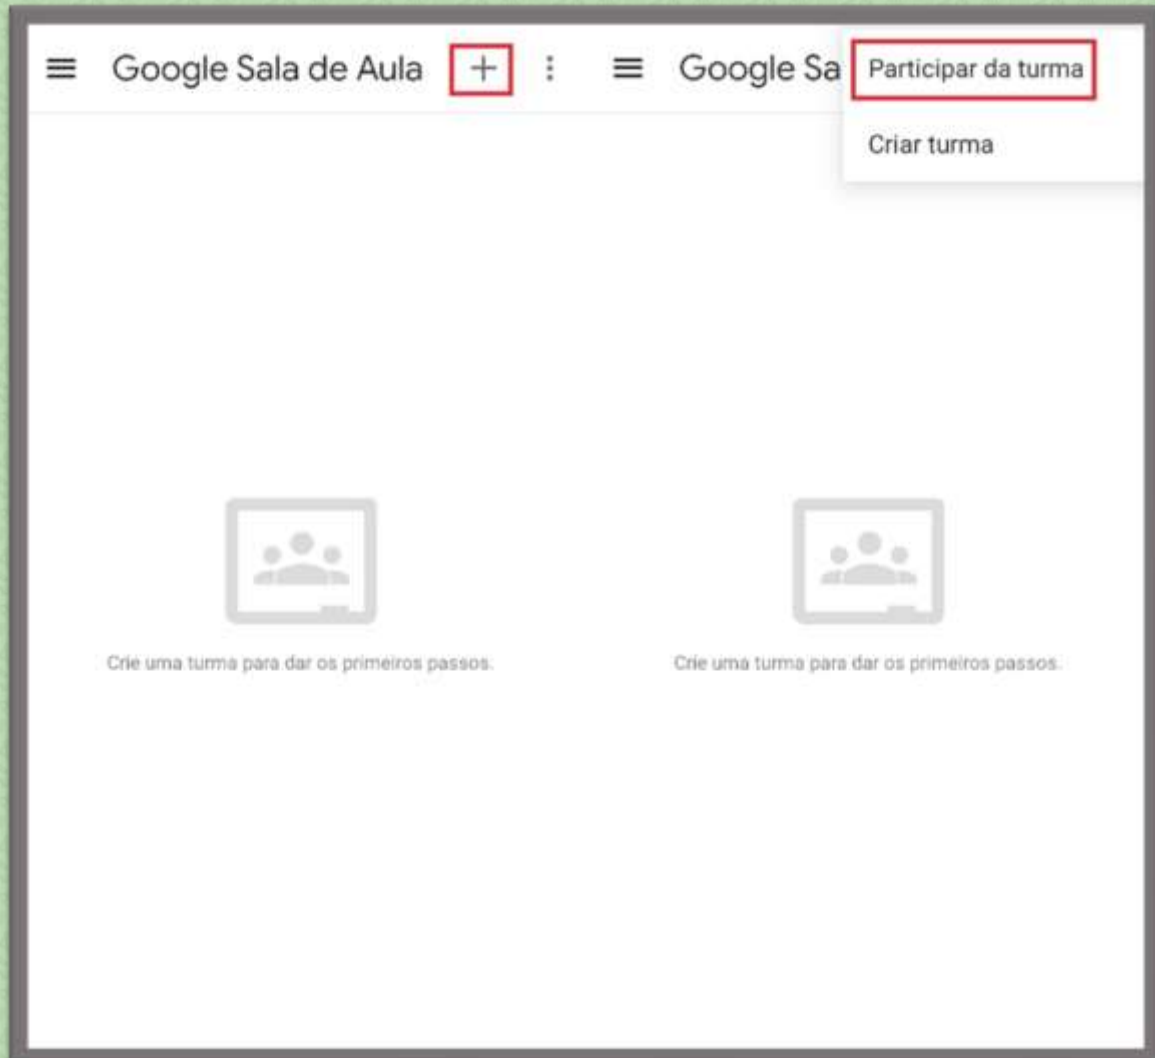 Google Sala de Aula +
Crie uma turma para dar os primeiros passos.
Google Sa
Participar da turma
Criar turma
Crie uma turma para dar os primeiros passos.